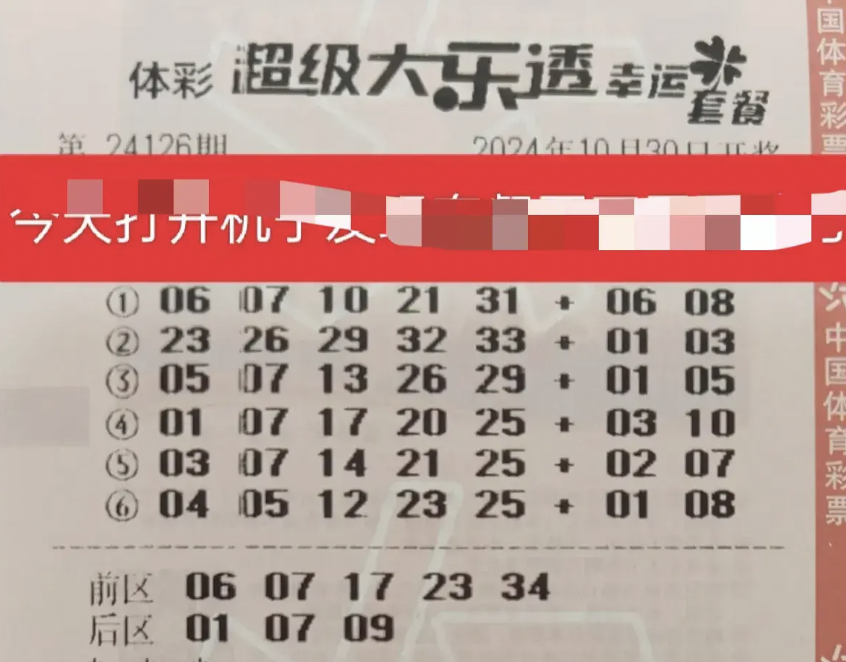 体彩 超级大乐透 幸运套餐
第 24126期 2024年10月30日开奖
今天打开机子发
① 06 07 10 21 31 + 06 08
② 23 26 29 32 33 + 01 03
③ 05 07 13 26 29 + 01 05
④ 01 07 17 20 25 + 03 10
⑤ 03 07 14 21 25 + 02 07
⑥ 04 05 12 23 25 + 01 08
前区 06 07 17 23 34
后区 01 07 09
国体育彩票
中国体育彩票